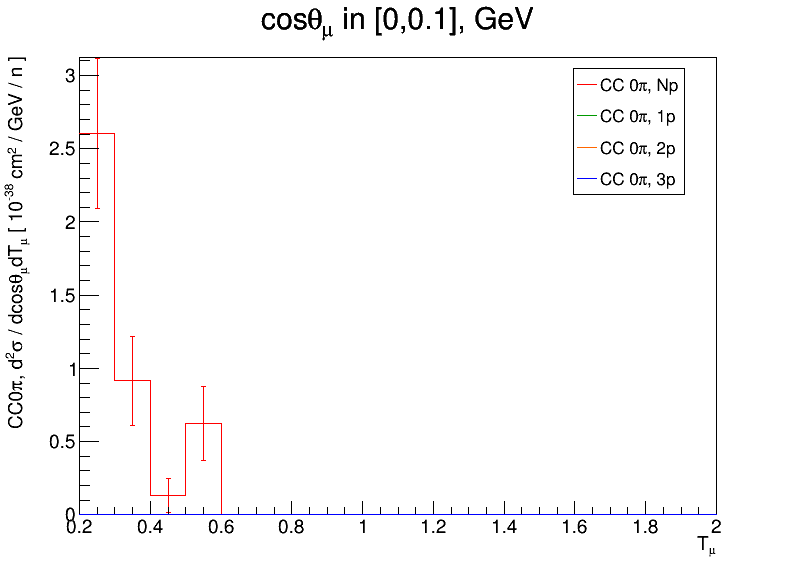 cosθμ in [0,0.1], GeV
CC0π, d²σ / dcosθμdTμ [ 10⁻³⁸ cm² / GeV / n ]
3
2.5
2
1.5
1
0.5
0
CC 0π, Np
CC 0π, 1p
CC 0π, 2p
CC 0π, 3p
0.2 0.4 0.6 0.8 1 1.2 1.4 1.6 1.8 2
Tμ